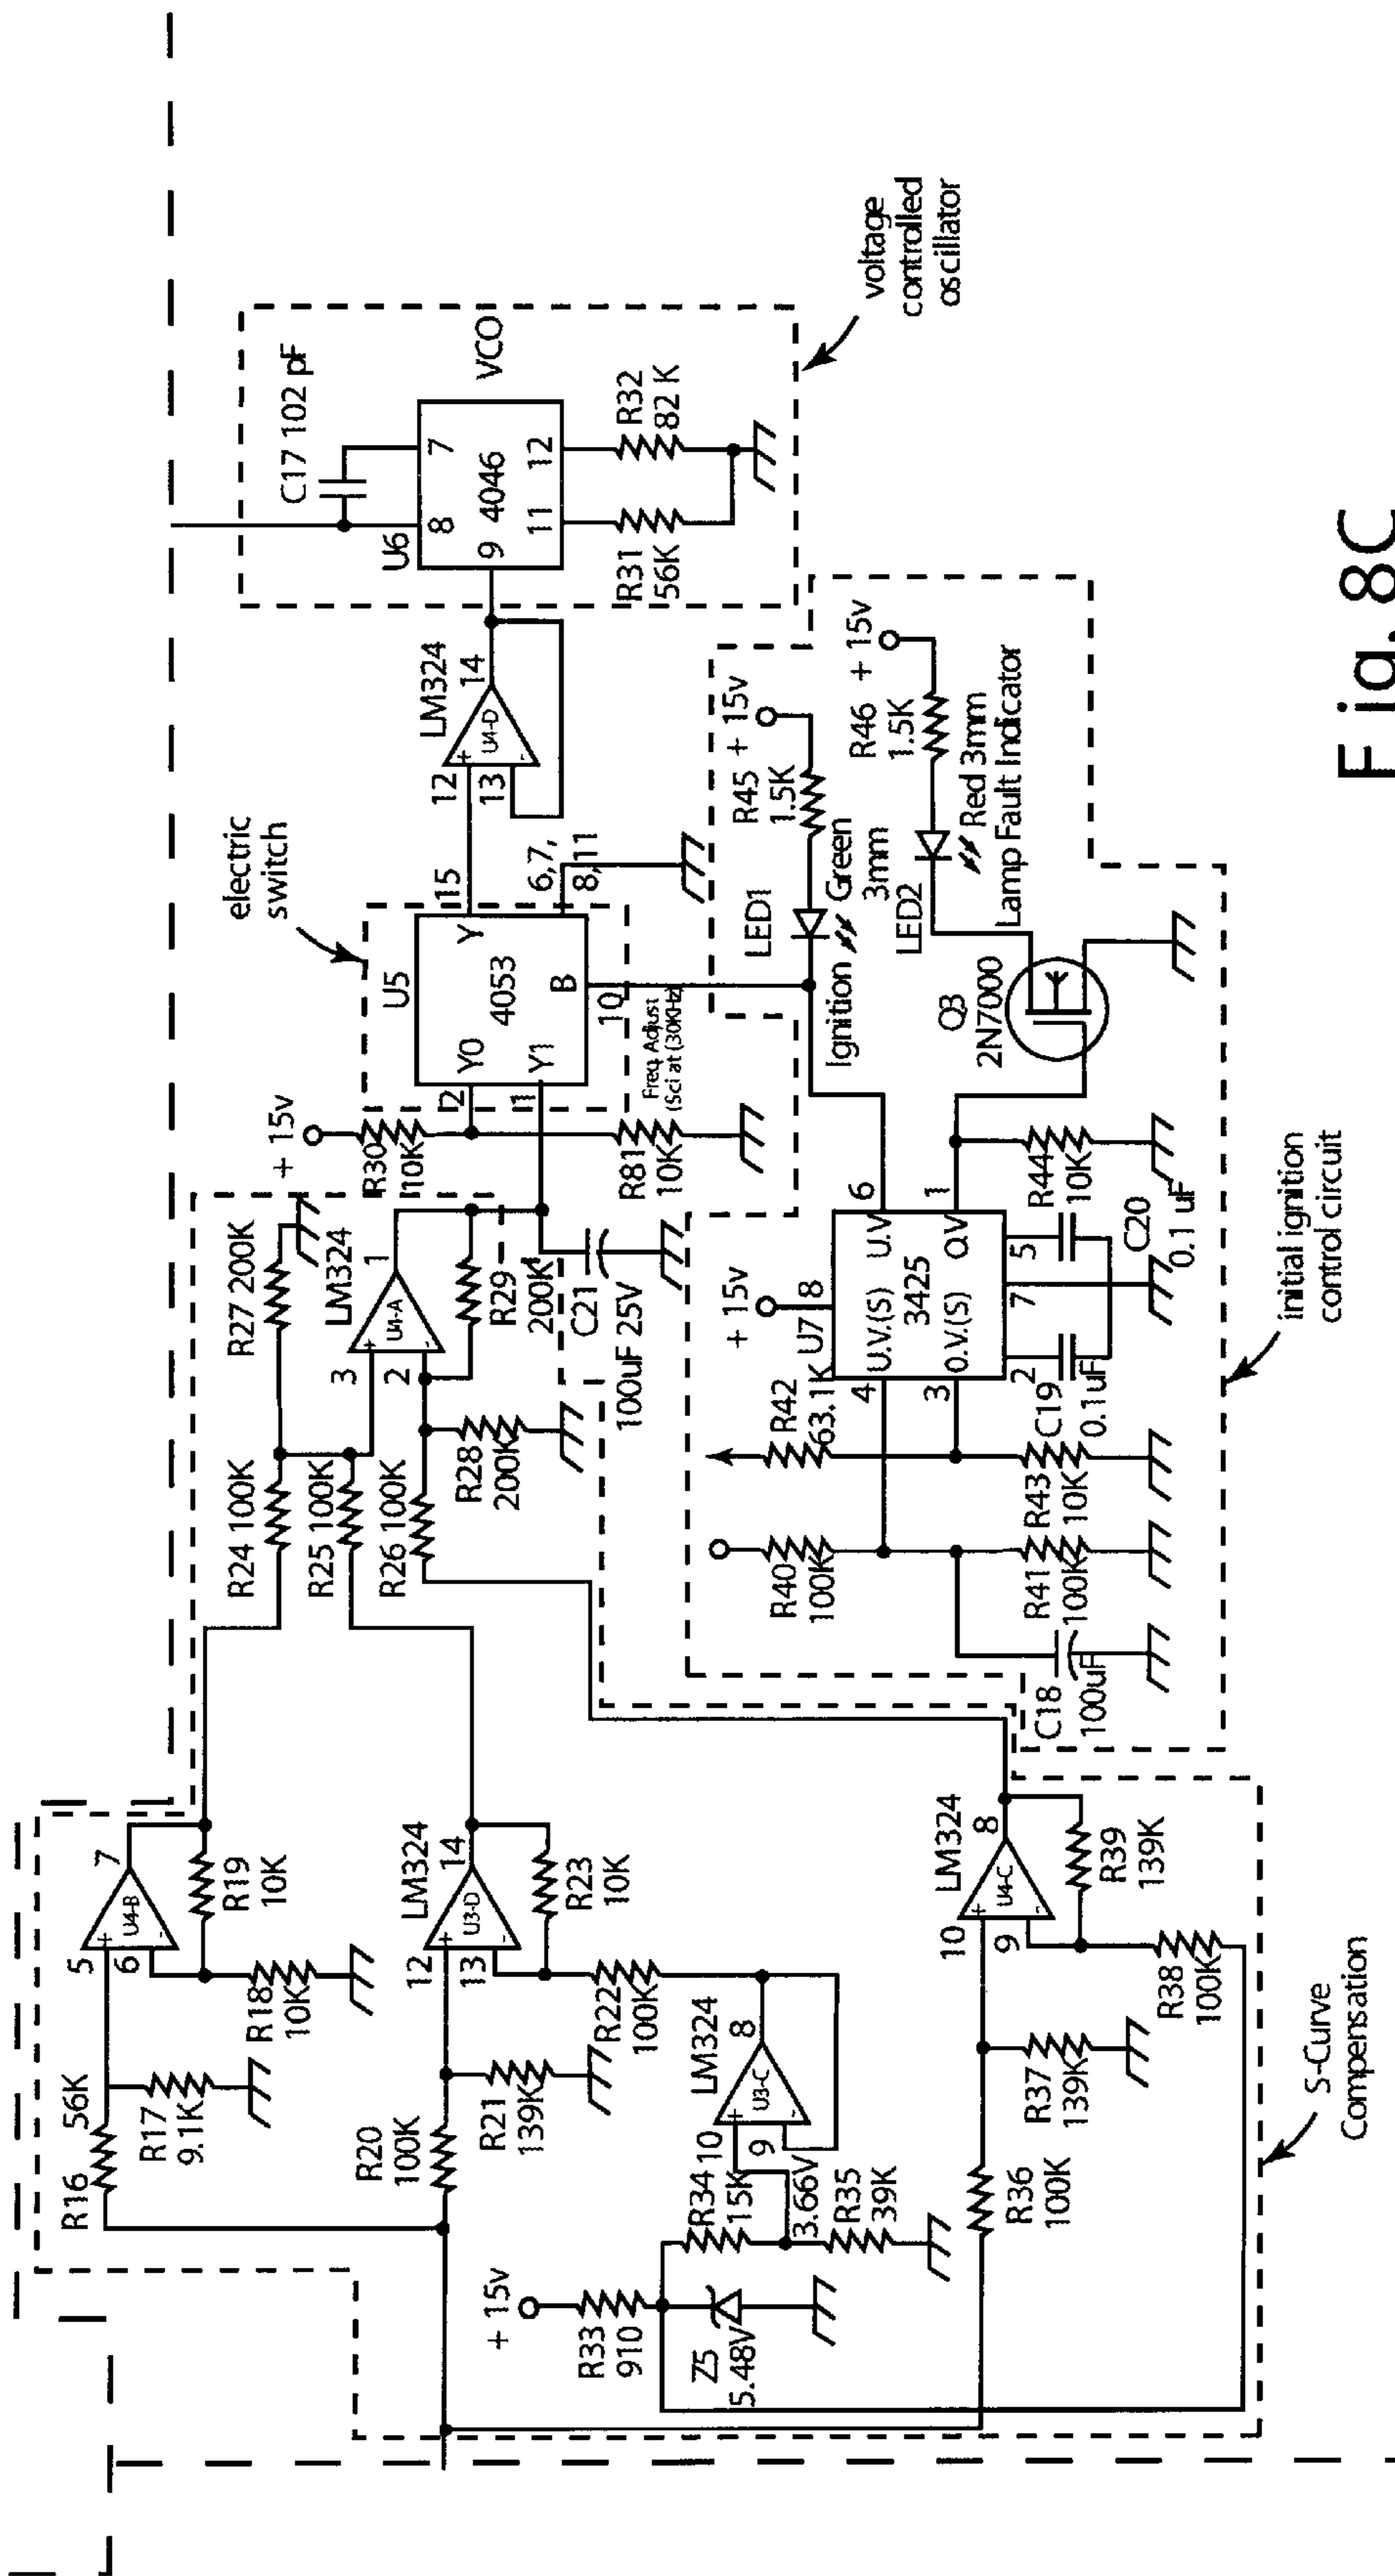 R16 56K
R17
9.1K
5
6
U4-B
+
-
7
R18
10K
R19
10K
R20
100K
R21
139K
12
13
LM324
U3-D
+
-
14
R22
100K
R23
10K
+ 15v
R33
910
Z5
5.48V
R34
15K
3.66V
R35
39K
10
9
LM324
U3-C
+
-
8
R36
100K
R37
139K
10
9
LM324
U4-C
+
-
8
R38
100K
R39
139K
S-Curve
Compensation
R24 100K
R25 100K
R26 100K
R27 200K
LM324
3
2
U4-A
+
-
1
R28
200K
R29
200K
C21
100uF 25V
+ 15v
R30
10K
R81
10K
Freq. Adjust
(Sci at (30KHz)
electric
switch
U5
4053
2
Y0
1
Y1
Y
15
B
10
6,7,
8,11
LM324
12
13
U4-D
+
-
14
C17 102 pF
U6
8
7
9
4046
11
12
VCO
R31
56K
R32
82 K
voltage
controlled
oscillator
R40
100K
R41
100K
C18
100uF
R42
63.1K
R43
10K
+ 15v
U7
8
4
U.V.(S)
3
O.V.(S)
3425
U.V
6
O.V
1
2
7
5
C19
0.1uF
C20
0.1 uF
R44
10K
LED1
Green
3mm
Ignition
R45
1.5K
+ 15v
LED2
Red 3mm
Lamp Fault Indicator
R46
1.5K
+ 15v
Q3
2N7000
initial ignition
control circuit
Fig. 8C